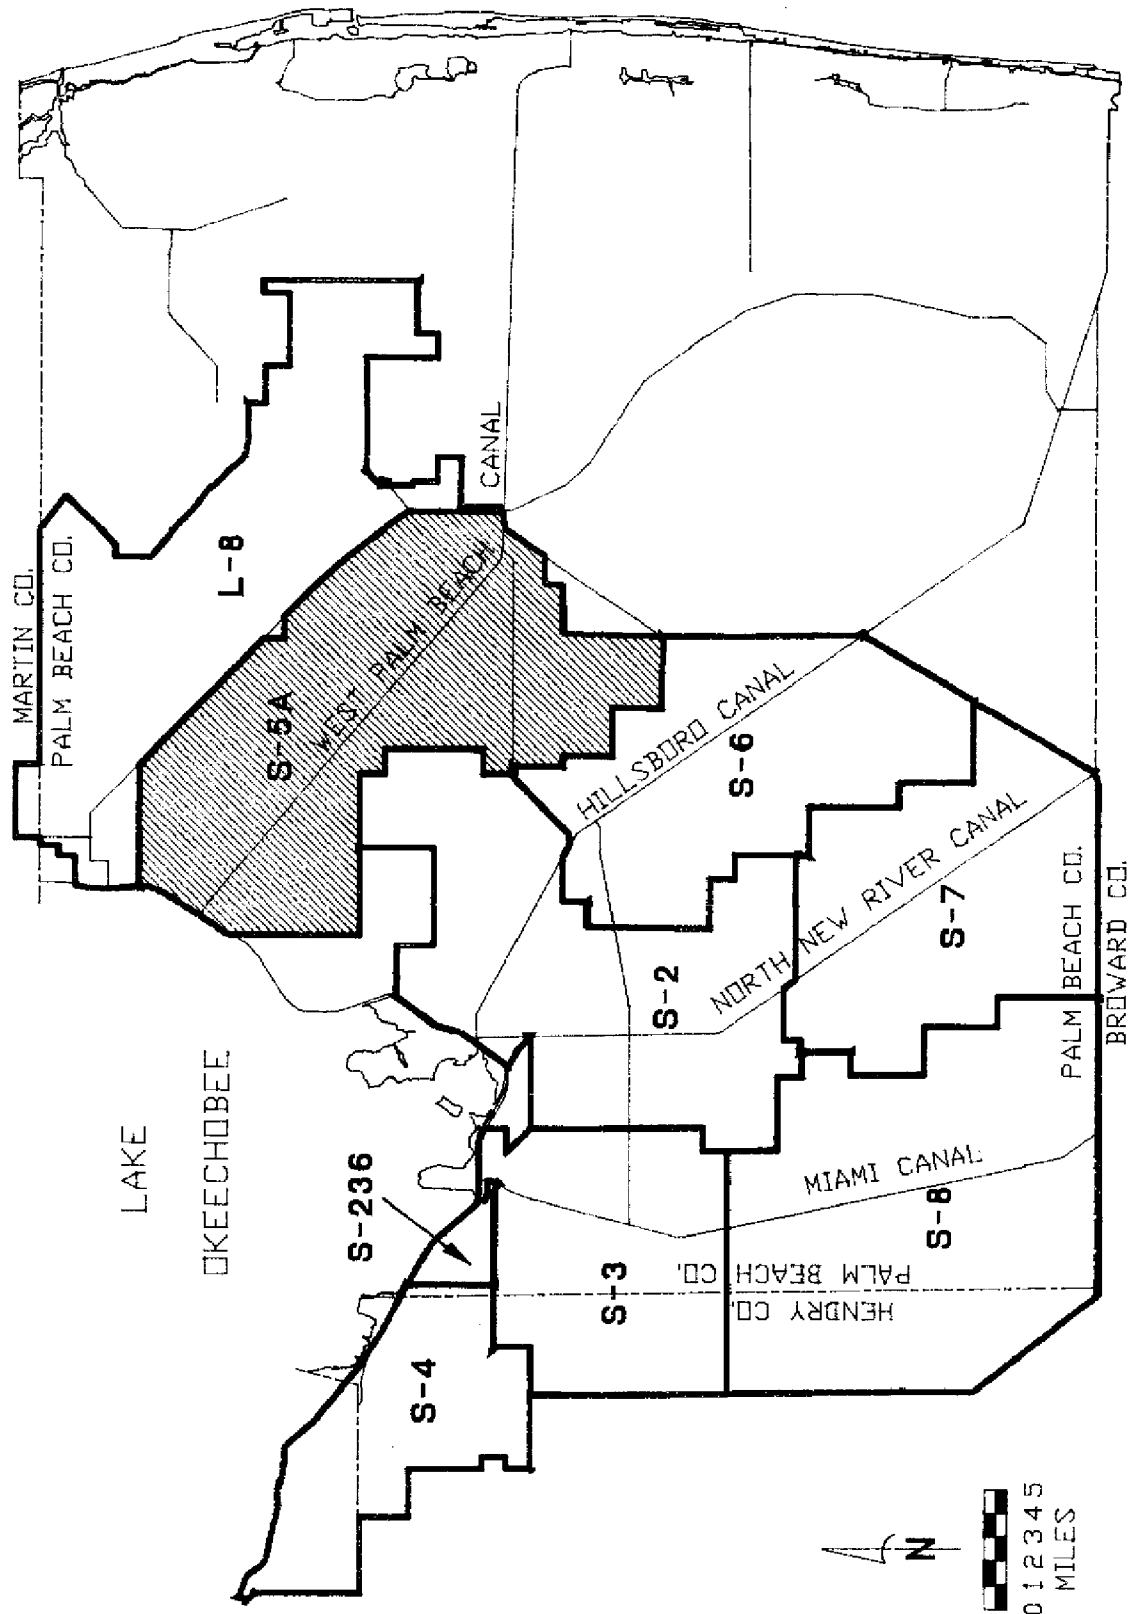 MARTIN CO.
PALM BEACH CO.
L-8
CANAL
WEST PALM BEACH
S-5A
HILLSBORO CANAL
S-6
LAKE
OKEECHOBEE
S-236
S-2
NORTH NEW RIVER CANAL
S-7
PALM BEACH CO.
BROWARD CO.
MIAMI CANAL
S-8
S-3
PALM BEACH CO.
HENDRY CO.
S-4
N
0 1 2 3 4 5
MILES